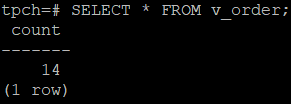 tpch=# SELECT * FROM v_order;
 count
-------
    14
(1 row)